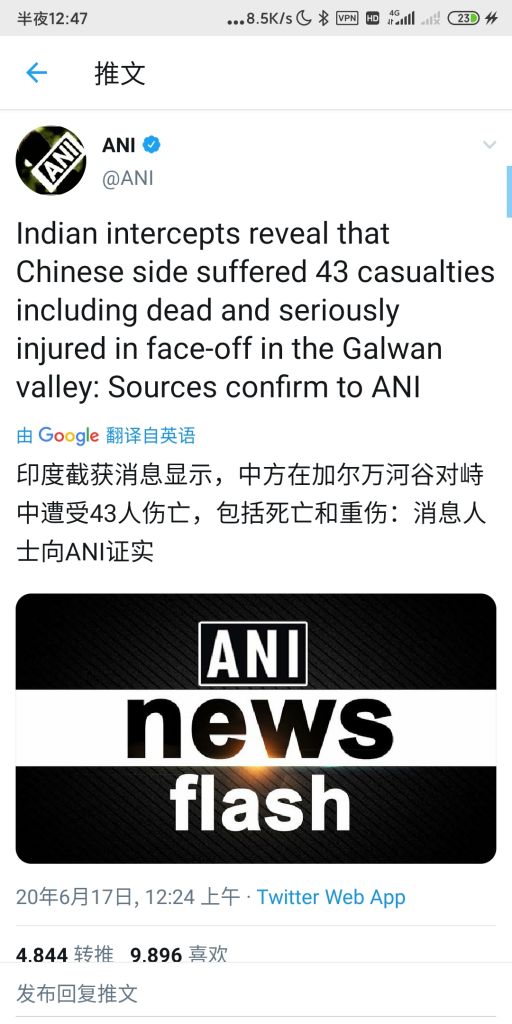 半夜12:47
...8.5K/s VPN HD 4G 23
推文
ANI
ANI
@ANI
Indian intercepts reveal that
Chinese side suffered 43 casualties
including dead and seriously
injured in face-off in the Galwan
valley: Sources confirm to ANI
由 Google 翻译自英语
印度截获消息显示，中方在加尔万河谷对峙
中遭受43人伤亡，包括死亡和重伤：消息人
士向ANI证实
ANI
news
flash
20年6月17日, 12:24 上午 · Twitter Web App
4,844 转推 9,896 喜欢
发布回复推文